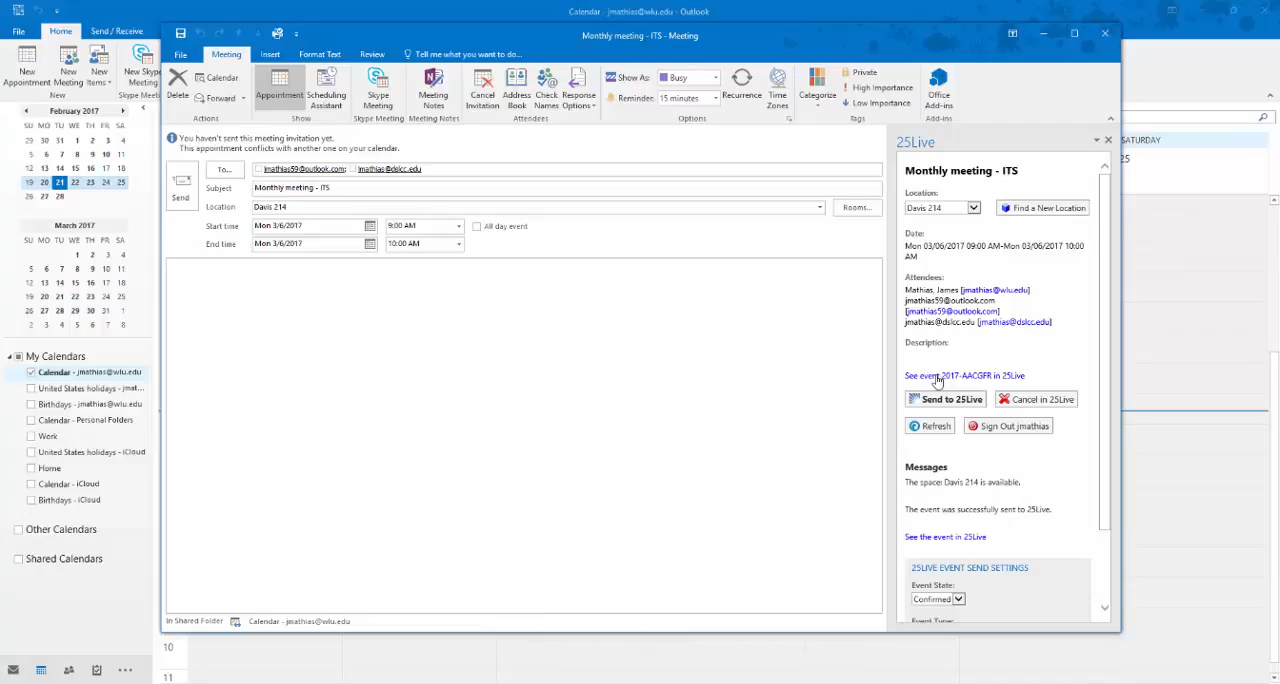 Calendar - jmathias@wlu.edu - Outlook
File Home Send / Receive
New Appointment New Meeting New Items New Skype Meeting
New
Monthly meeting - ITS - Meeting
File Meeting Insert Format Text Review Tell me what you want to do...
Delete Calendar Forward
Actions
Appointment Scheduling Assistant
Show
Skype Meeting
Skype Meeting
Meeting Notes
Meeting Notes
Cancel Invitation Address Book Check Names Response Options
Attendees
Show As: Busy
Reminder: 15 minutes
Recurrence Time Zones
Options
Categorize
Private
High Importance
Low Importance
Tags
Office Add-ins
Add-ins
You haven't sent this meeting invitation yet.
This appointment conflicts with another one on your calendar.
Send
To... jmathias59@outlook.com; jmathias@dslcc.edu
Subject Monthly meeting - ITS
Location Davis 214 Rooms...
Start time Mon 3/6/2017 9:00 AM All day event
End time Mon 3/6/2017 10:00 AM
In Shared Folder Calendar - jmathias@wlu.edu
25Live
Monthly meeting - ITS
Location:
Davis 214 Find a New Location
Date:
Mon 03/06/2017 09:00 AM-Mon 03/06/2017 10:00
AM
Attendees:
Mathias, James [jmathias@wlu.edu]
jmathias59@outlook.com
[jmathias59@outlook.com]
jmathias@dslcc.edu [jmathias@dslcc.edu]
Description:
See event 2017-AACGFR in 25Live
Send to 25Live Cancel in 25Live
Refresh Sign Out jmathias
Messages
The space: Davis 214 is available.
The event was successfully sent to 25Live.
See the event in 25Live
25LIVE EVENT SEND SETTINGS
Event State:
Confirmed
Event Type:
February 2017
SU MO TU WE TH FR SA
29 30 31 1 2 3 4
5 6 7 8 9 10 11
12 13 14 15 16 17 18
19 20 21 22 23 24 25
26 27 28
March 2017
SU MO TU WE TH FR SA
1 2 3 4
5 6 7 8 9 10 11
12 13 14 15 16 17 18
19 20 21 22 23 24 25
26 27 28 29 30 31 1
2 3 4 5 6 7 8
My Calendars
Calendar - jmathias@wlu.edu
United States holidays - jmat...
Birthdays - jmathias@wlu.edu
Calendar - Personal Folders
Work
United States holidays - iCloud
Home
Calendar - iCloud
Birthdays - iCloud
Other Calendars
Shared Calendars
SATURDAY
25
10
11